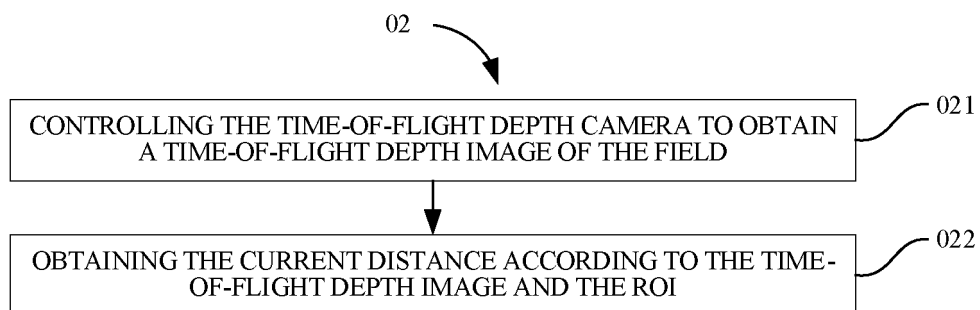 02
021
CONTROLLING THE TIME-OF-FLIGHT DEPTH CAMERA TO OBTAIN
A TIME-OF-FLIGHT DEPTH IMAGE OF THE FIELD
022
OBTAINING THE CURRENT DISTANCE ACCORDING TO THE TIME-
OF-FLIGHT DEPTH IMAGE AND THE ROI